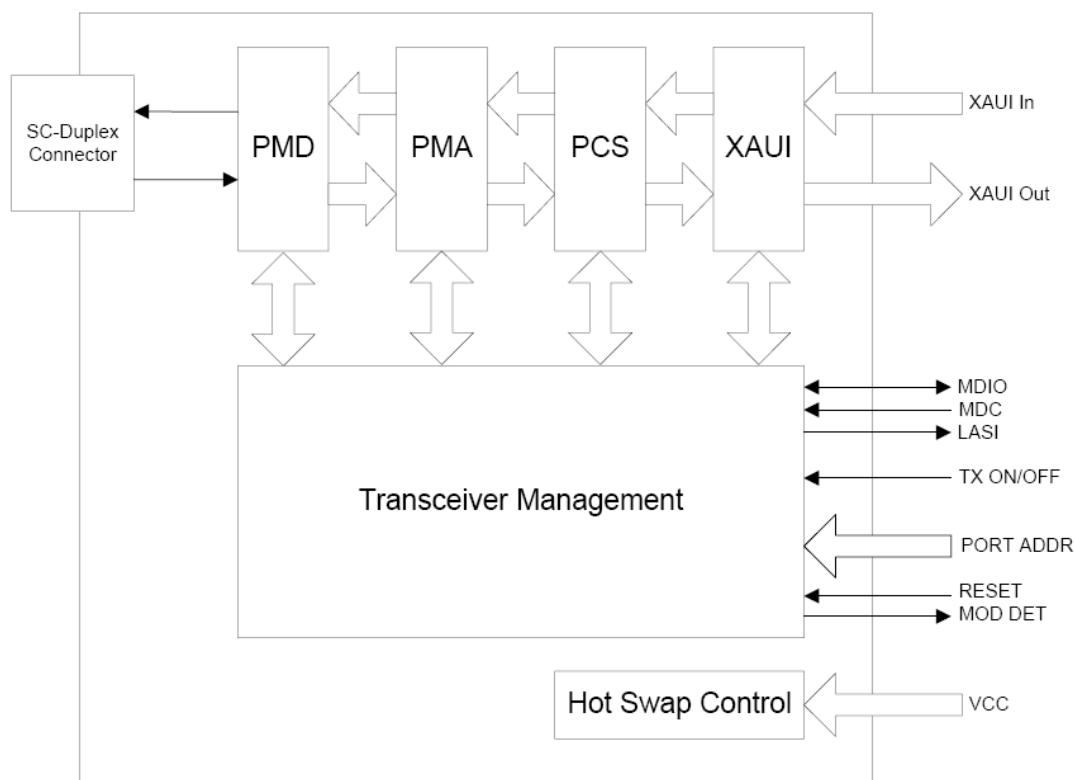 SC-Duplex
Connector
PMD
PMA
PCS
XAUI
XAUI In
XAUI Out
Transceiver Management
MDIO
MDC
LASI
TX ON/OFF
PORT ADDR
RESET
MOD DET
Hot Swap Control
VCC